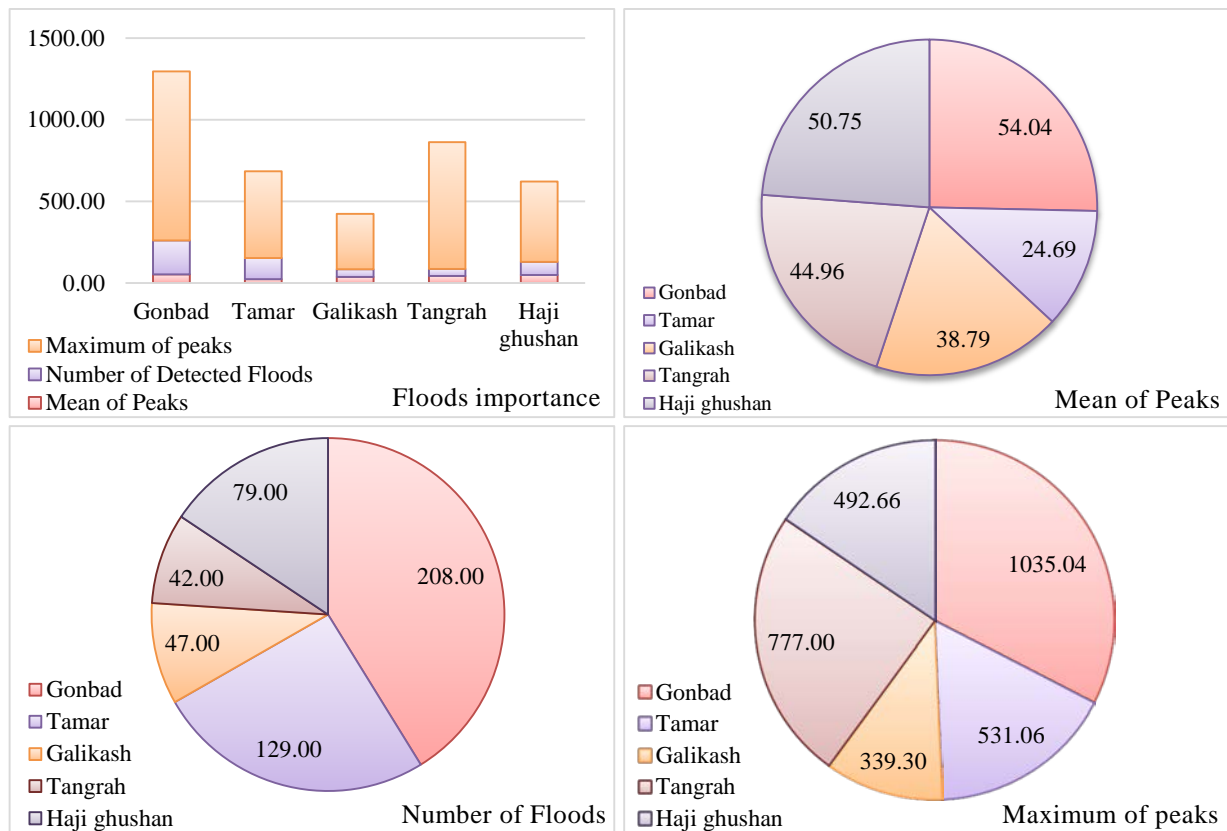 1500.00
1000.00
500.00
0.00
Gonbad
Tamar
Galikash
Tangrah
Haji
ghushan
Maximum of peaks
Number of Detected Floods
Mean of Peaks
Floods importance
50.75
54.04
24.69
44.96
38.79
Gonbad
Tamar
Galikash
Tangrah
Haji ghushan
Mean of Peaks
79.00
208.00
42.00
47.00
129.00
Gonbad
Tamar
Galikash
Tangrah
Haji ghushan
Number of Floods
492.66
1035.04
777.00
531.06
339.30
Gonbad
Tamar
Galikash
Tangrah
Haji ghushan
Maximum of peaks